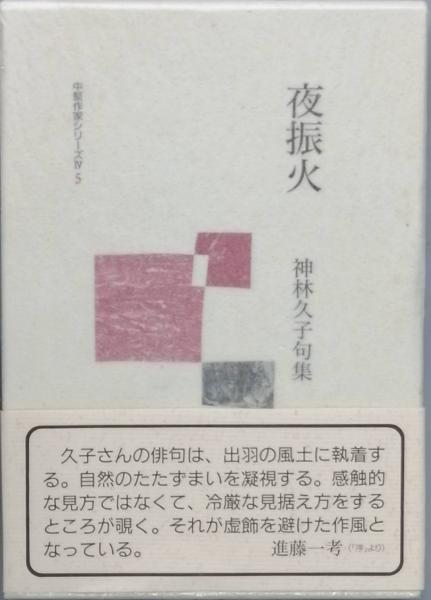 夜振火
神林久子句集
中堅作家シリーズⅣ 5
久子さんの俳句は、出羽の風土に執着す
る。自然のたたずまいを凝視する。感触的
な見方ではなくて、冷厳な見据え方をする
ところが覗く。それが虚飾を避けた作風と
なっている。
進藤一考(「序」より)